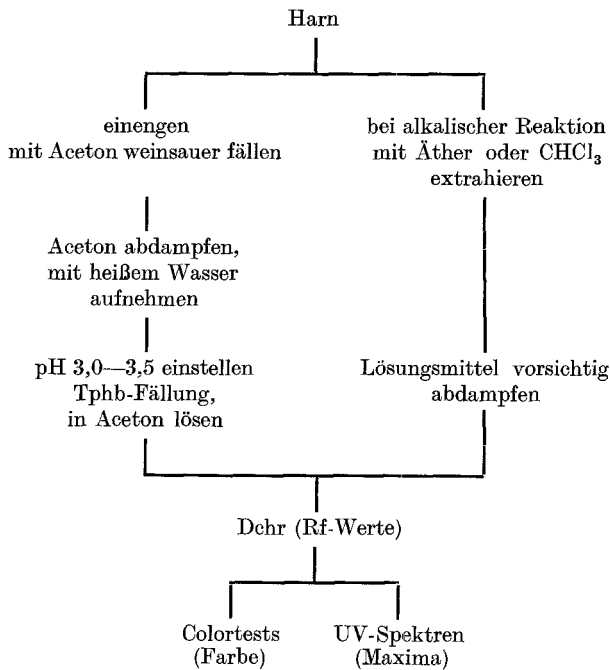 Harn
einengen
mit Aceton weinsauer fällen
bei alkalischer Reaktion
mit Äther oder CHCl₃
extrahieren
Aceton abdampfen,
mit heißem Wasser
aufnehmen
pH 3,0—3,5 einstellen
Tphb-Fällung,
in Aceton lösen
Lösungsmittel vorsichtig
abdampfen
Dchr (Rf-Werte)
Colortests
(Farbe)
UV-Spektren
(Maxima)